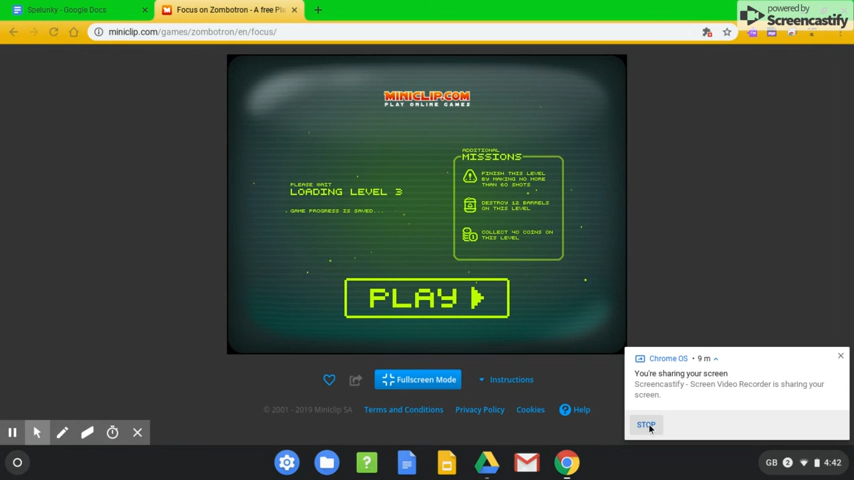 Spelunky - Google Docs
Focus on Zombotron - A free Pl
powered by
Screencastify
miniclip.com/games/zombotron/en/focus/
MINICLIP.COM
PLAY ONLINE GAMES
PLEASE WAIT
LOADING LEVEL 3
GAME PROGRESS IS SAVED...
ADDITIONAL
MISSIONS
FINISH THIS LEVEL
BY MAKING NO MORE
THAN 60 SHOTS
DESTROY 12 BARRELS
ON THIS LEVEL
COLLECT 40 COINS ON
THIS LEVEL
PLAY
Fullscreen Mode
Instructions
© 2001 - 2019 Miniclip SA
Terms and Conditions
Privacy Policy
Cookies
Help
Chrome OS • 9 m
You're sharing your screen
Screencastify - Screen Video Recorder is sharing your
screen.
STOP
GB 2 4:42